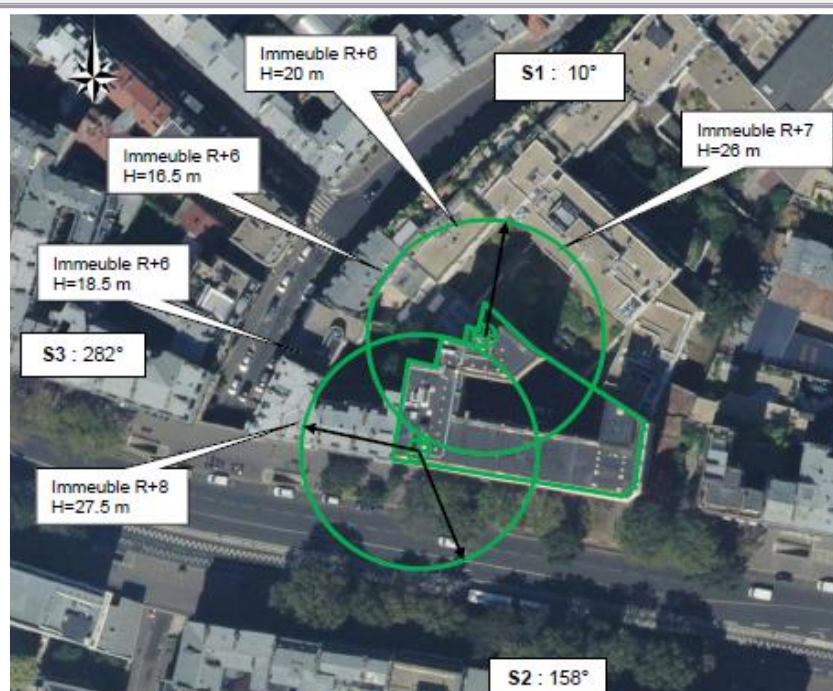 Immeuble R+6
H=20 m
S1 : 10°
Immeuble R+7
H=26 m
Immeuble R+6
H=16.5 m
Immeuble R+6
H=18.5 m
S3 : 282°
Immeuble R+8
H=27.5 m
S2 : 158°